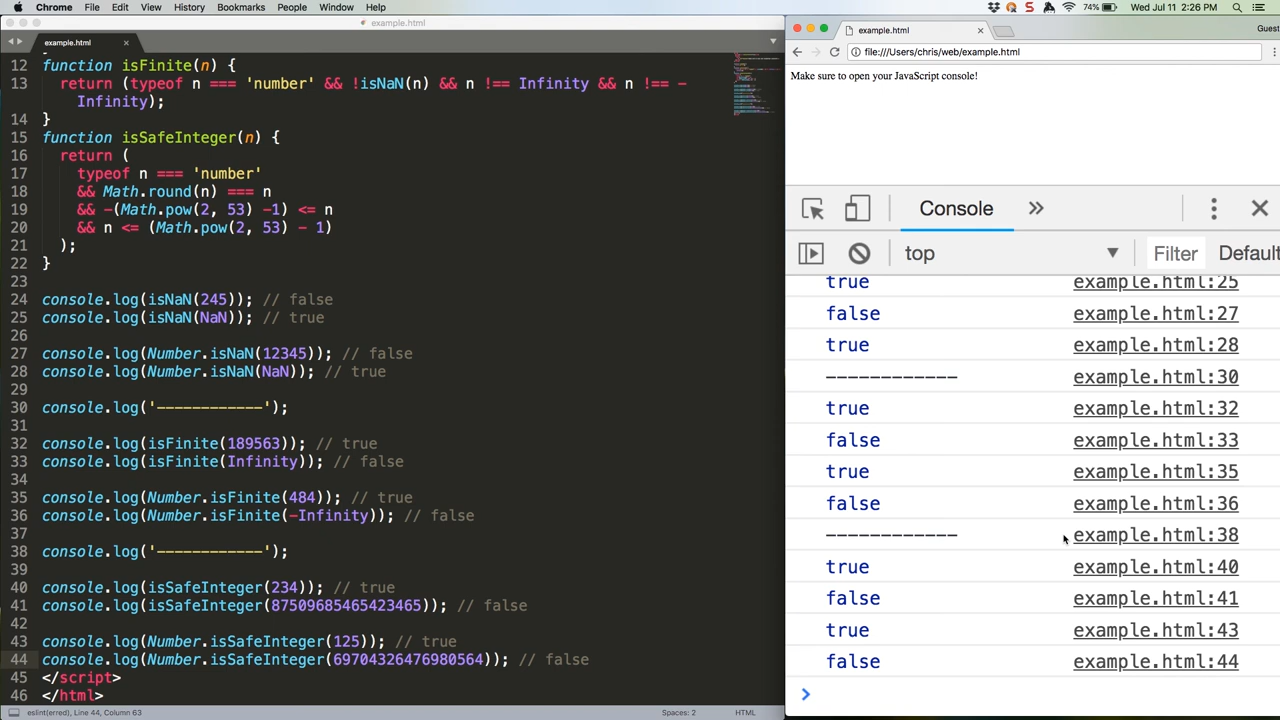 Chrome File Edit View History Bookmarks People Window Help 74% Wed Jul 11 2:26 PM
example.html
example.html ×
12 function isFinite(n) {
13 return (typeof n === 'number' && !isNaN(n) && n !== Infinity && n !== -
Infinity);
14 }
15 function isSafeInteger(n) {
16 return (
17 typeof n === 'number'
18 && Math.round(n) === n
19 && -(Math.pow(2, 53) -1) <= n
20 && n <= (Math.pow(2, 53) - 1)
21 );
22 }
23
24 console.log(isNaN(245)); // false
25 console.log(isNaN(NaN)); // true
26
27 console.log(Number.isNaN(12345)); // false
28 console.log(Number.isNaN(NaN)); // true
29
30 console.log('------------');
31
32 console.log(isFinite(189563)); // true
33 console.log(isFinite(Infinity)); // false
34
35 console.log(Number.isFinite(484)); // true
36 console.log(Number.isFinite(-Infinity)); // false
37
38 console.log('------------');
39
40 console.log(isSafeInteger(234)); // true
41 console.log(isSafeInteger(87509685465423465)); // false
42
43 console.log(Number.isSafeInteger(125)); // true
44 console.log(Number.isSafeInteger(69704326476980564)); // false
45 </script>
46 </html>
eslint(erred), Line 44, Column 63 Spaces: 2 HTML
example.html × Guest
file:///Users/chris/web/example.html
Make sure to open your JavaScript console!
Console »
top Filter Default
true example.html:25
false example.html:27
true example.html:28
------------ example.html:30
true example.html:32
false example.html:33
true example.html:35
false example.html:36
------------ example.html:38
true example.html:40
false example.html:41
true example.html:43
false example.html:44